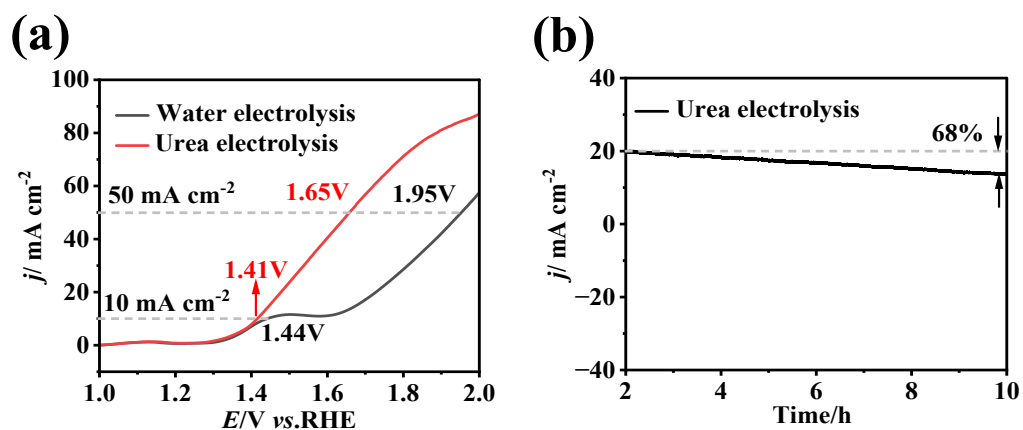 (a)
100
80
60
40
20
0
j/ mA cm-2
Water electrolysis
Urea electrolysis
50 mA cm-2
1.65V
1.95V
1.41V
10 mA cm-2
1.44V
1.0
1.2
1.4
1.6
1.8
2.0
E/V vs.RHE
(b)
40
20
0
−20
−40
j/ mA cm-2
Urea electrolysis
68%
2
4
6
8
10
Time/h